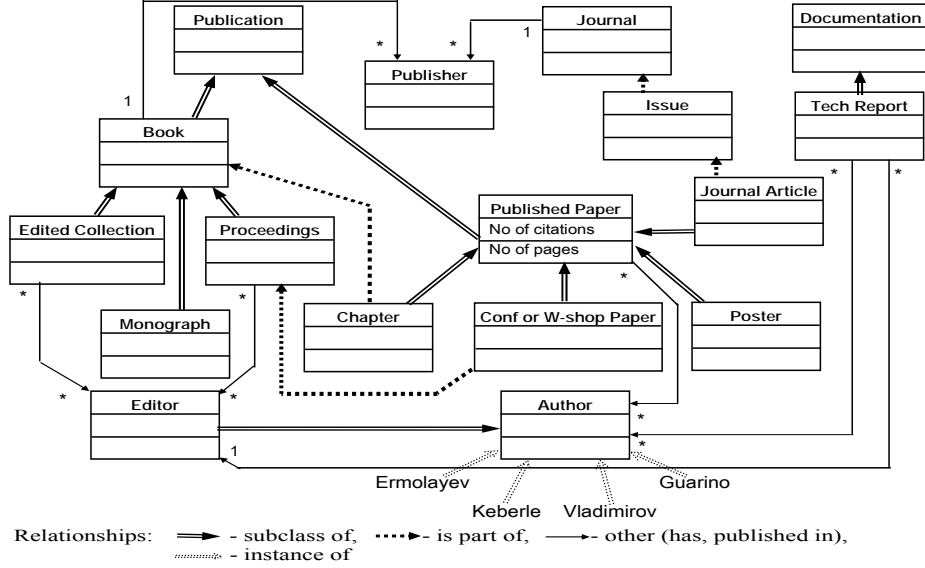 Publication
Journal
Documentation
1
*
*
1
Publisher
Issue
Tech Report
1
Book
*
*
Journal Article
Published Paper
No of citations
No of pages
Edited Collection
Proceedings
*
*
*
Monograph
Chapter
Conf or W-shop Paper
Poster
*
*
Editor
Author
*
*
1
Ermolayev
Guarino
Keberle
Vladimirov
Relationships: - subclass of, - is part of, - other (has, published in),
- instance of